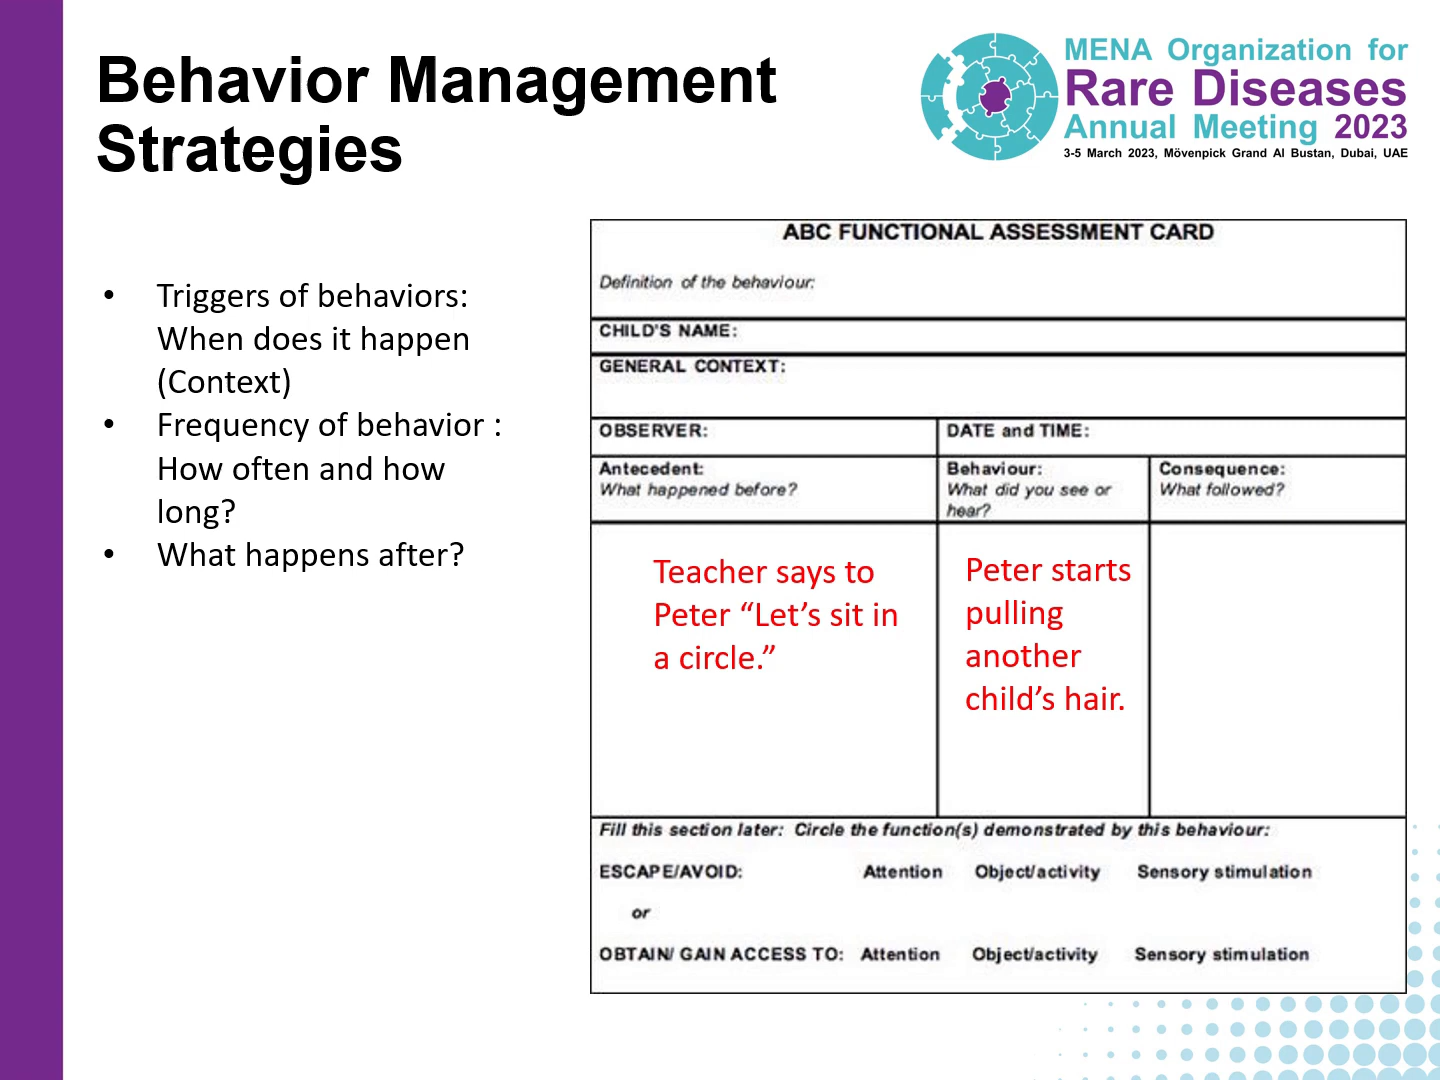 Behavior Management
Strategies
MENA Organization for
Rare Diseases
Annual Meeting 2023
3-5 March 2023, Mövenpick Grand Al Bustan, Dubai, UAE
• Triggers of behaviors:
When does it happen
(Context)
• Frequency of behavior :
How often and how
long?
• What happens after?
ABC FUNCTIONAL ASSESSMENT CARD
Definition of the behaviour:
CHILD'S NAME:
GENERAL CONTEXT:
OBSERVER:
DATE and TIME:
Antecedent:
What happened before?
Behaviour:
What did you see or
hear?
Consequence:
What followed?
Teacher says to
Peter “Let’s sit in
a circle.”
Peter starts
pulling
another
child’s hair.
Fill this section later: Circle the function(s) demonstrated by this behaviour:
ESCAPE/AVOID: Attention Object/activity Sensory stimulation
or
OBTAIN/ GAIN ACCESS TO: Attention Object/activity Sensory stimulation